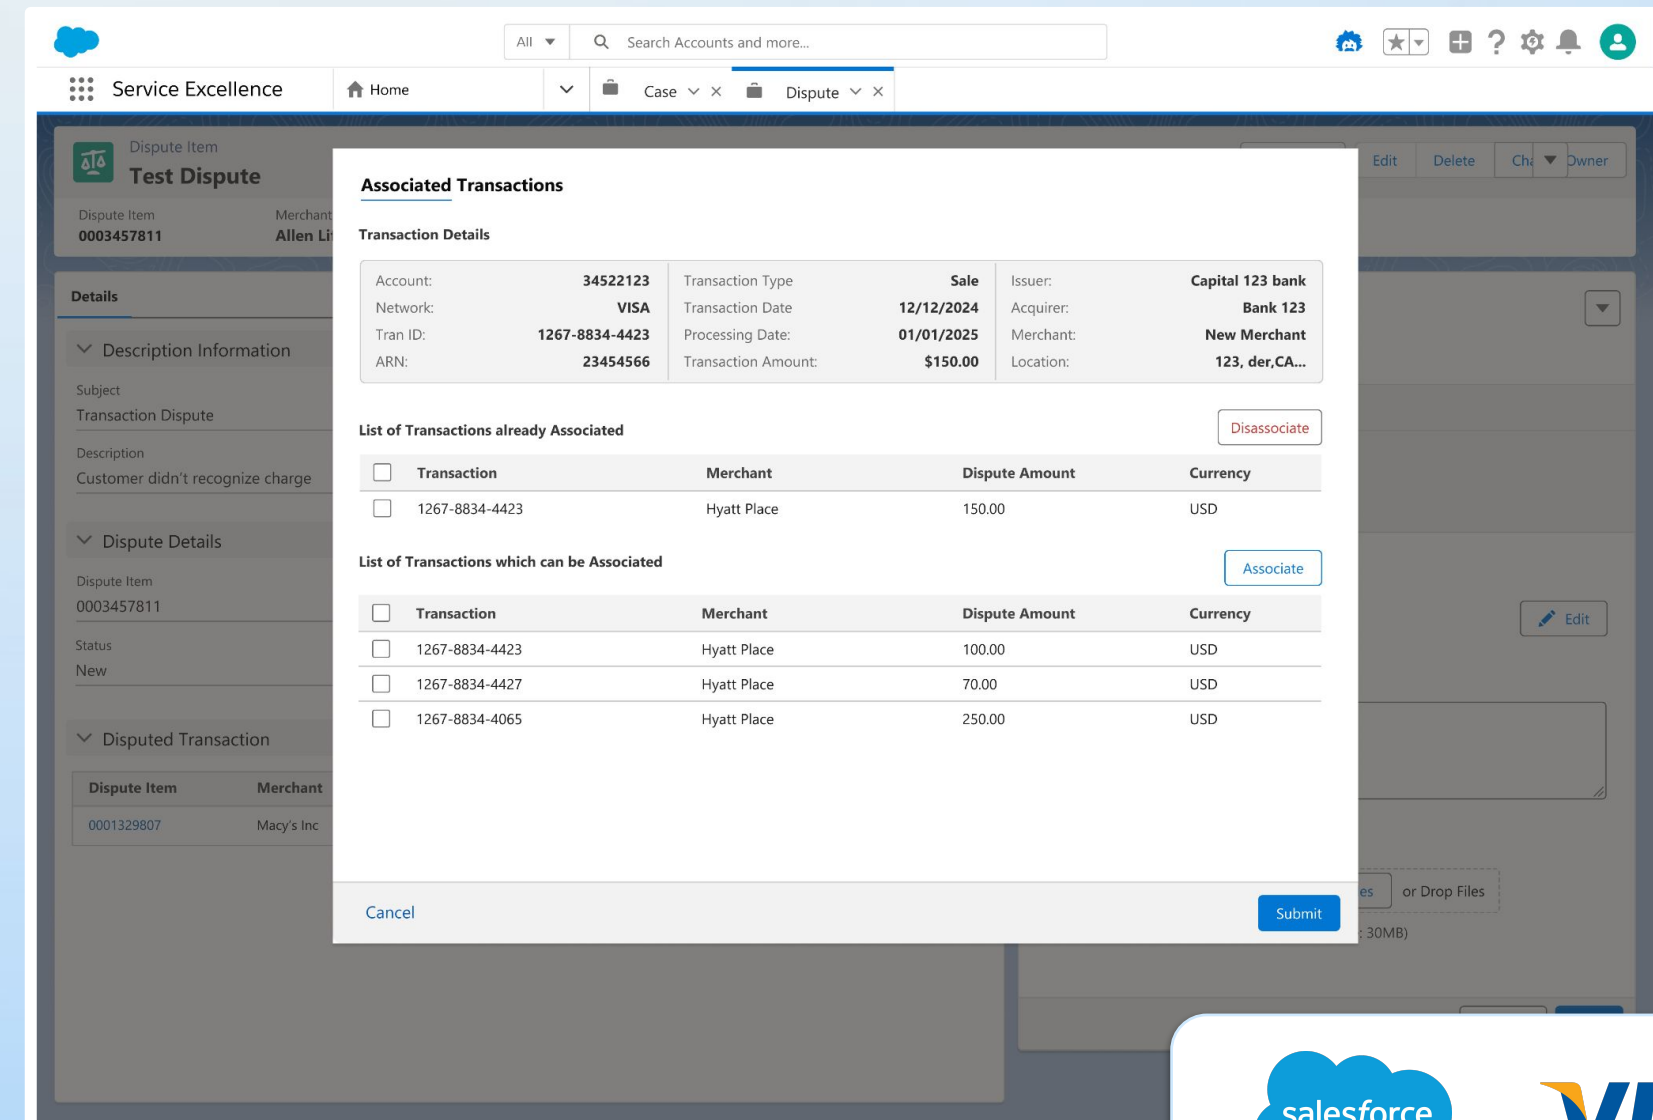 All
Search Accounts and more...
Service Excellence
Home
Case
Dispute
Dispute Item
Test Dispute
Edit
Delete
Owner
Dispute Item
Merchant
0003457811
Allen
Associated Transactions
Transaction Details
Account: 34522123 Transaction Type Sale Issuer: Capital 123 bank
Network: VISA Transaction Date 12/12/2024 Acquirer: Bank 123
Tran ID: 1267-8834-4423 Processing Date: 01/01/2025 Merchant: New Merchant
ARN: 23454566 Transaction Amount: $150.00 Location: 123, der,CA...
List of Transactions already Associated
Disassociate
Transaction Merchant Dispute Amount Currency
1267-8834-4423 Hyatt Place 150.00 USD
List of Transactions which can be Associated
Associate
Transaction Merchant Dispute Amount Currency
1267-8834-4423 Hyatt Place 100.00 USD
1267-8834-4427 Hyatt Place 70.00 USD
1267-8834-4065 Hyatt Place 250.00 USD
Cancel
Submit
Details
Description Information
Subject
Transaction Dispute
Description
Customer didn't recognize charge
Dispute Details
Dispute Item
0003457811
Status
New
Disputed Transaction
Dispute Item Merchant
0001329807 Macy's Inc
Edit
or Drop Files
: 30MB)
salesforce